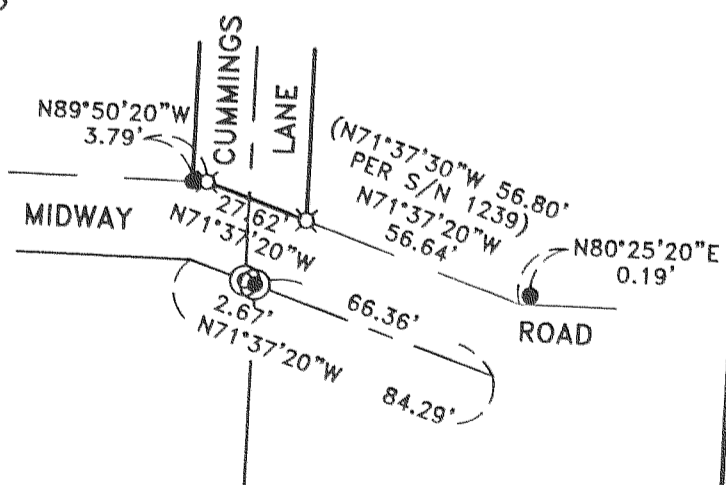 CUMMINGS
LANE
N89°50'20"W
3.79'
(N71°37'30"W 56.80'
PER S/N 1239)
N71°37'20"W
56.64'
MIDWAY
27.62'
N71°37'20"W
N80°25'20"E
0.19'
66.36'
ROAD
2.67'
N71°37'20"W
84.29'